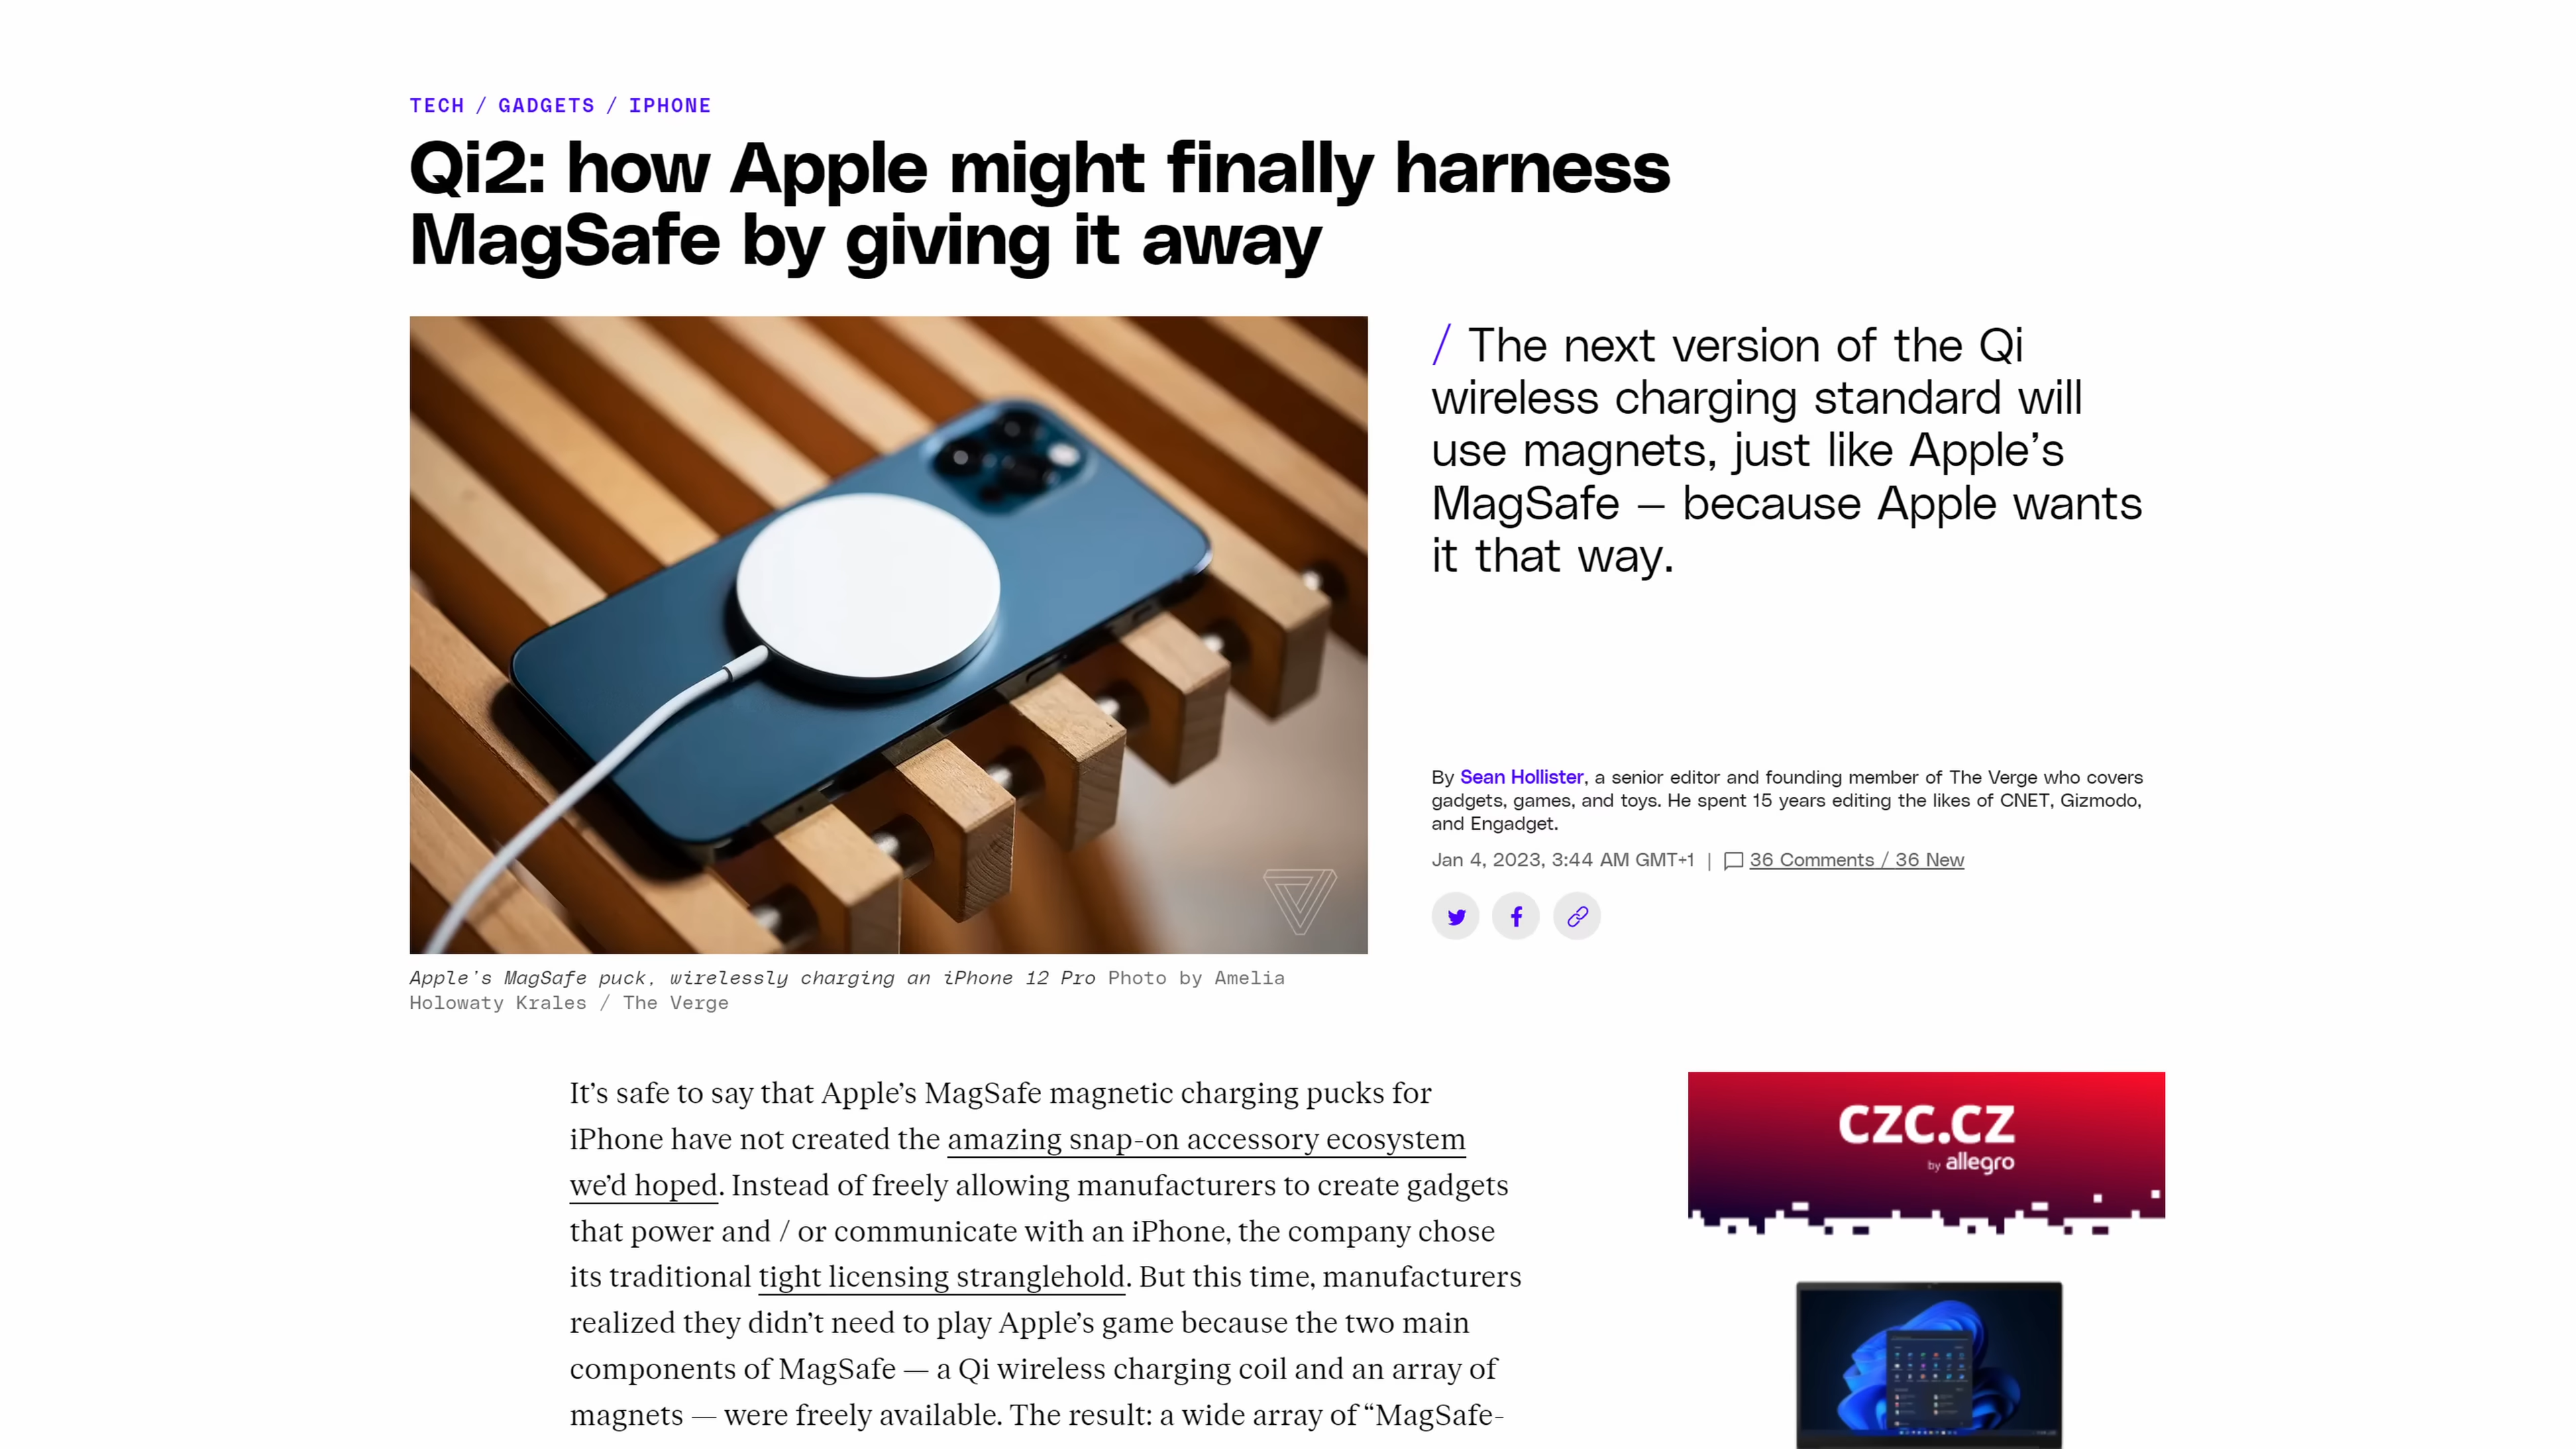 TECH / GADGETS / IPHONE
Qi2: how Apple might finally harness
MagSafe by giving it away
/ The next version of the Qi
wireless charging standard will
use magnets, just like Apple’s
MagSafe — because Apple wants
it that way.
By Sean Hollister, a senior editor and founding member of The Verge who covers
gadgets, games, and toys. He spent 15 years editing the likes of CNET, Gizmodo,
and Engadget.
Jan 4, 2023, 3:44 AM GMT+1 | 36 Comments / 36 New
Apple’s MagSafe puck, wirelessly charging an iPhone 12 Pro Photo by Amelia
Holowaty Krales / The Verge
It’s safe to say that Apple’s MagSafe magnetic charging pucks for
iPhone have not created the amazing snap-on accessory ecosystem
we’d hoped. Instead of freely allowing manufacturers to create gadgets
that power and / or communicate with an iPhone, the company chose
its traditional tight licensing stranglehold. But this time, manufacturers
realized they didn’t need to play Apple’s game because the two main
components of MagSafe — a Qi wireless charging coil and an array of
magnets — were freely available. The result: a wide array of “MagSafe-
CZC.CZ
by allegro